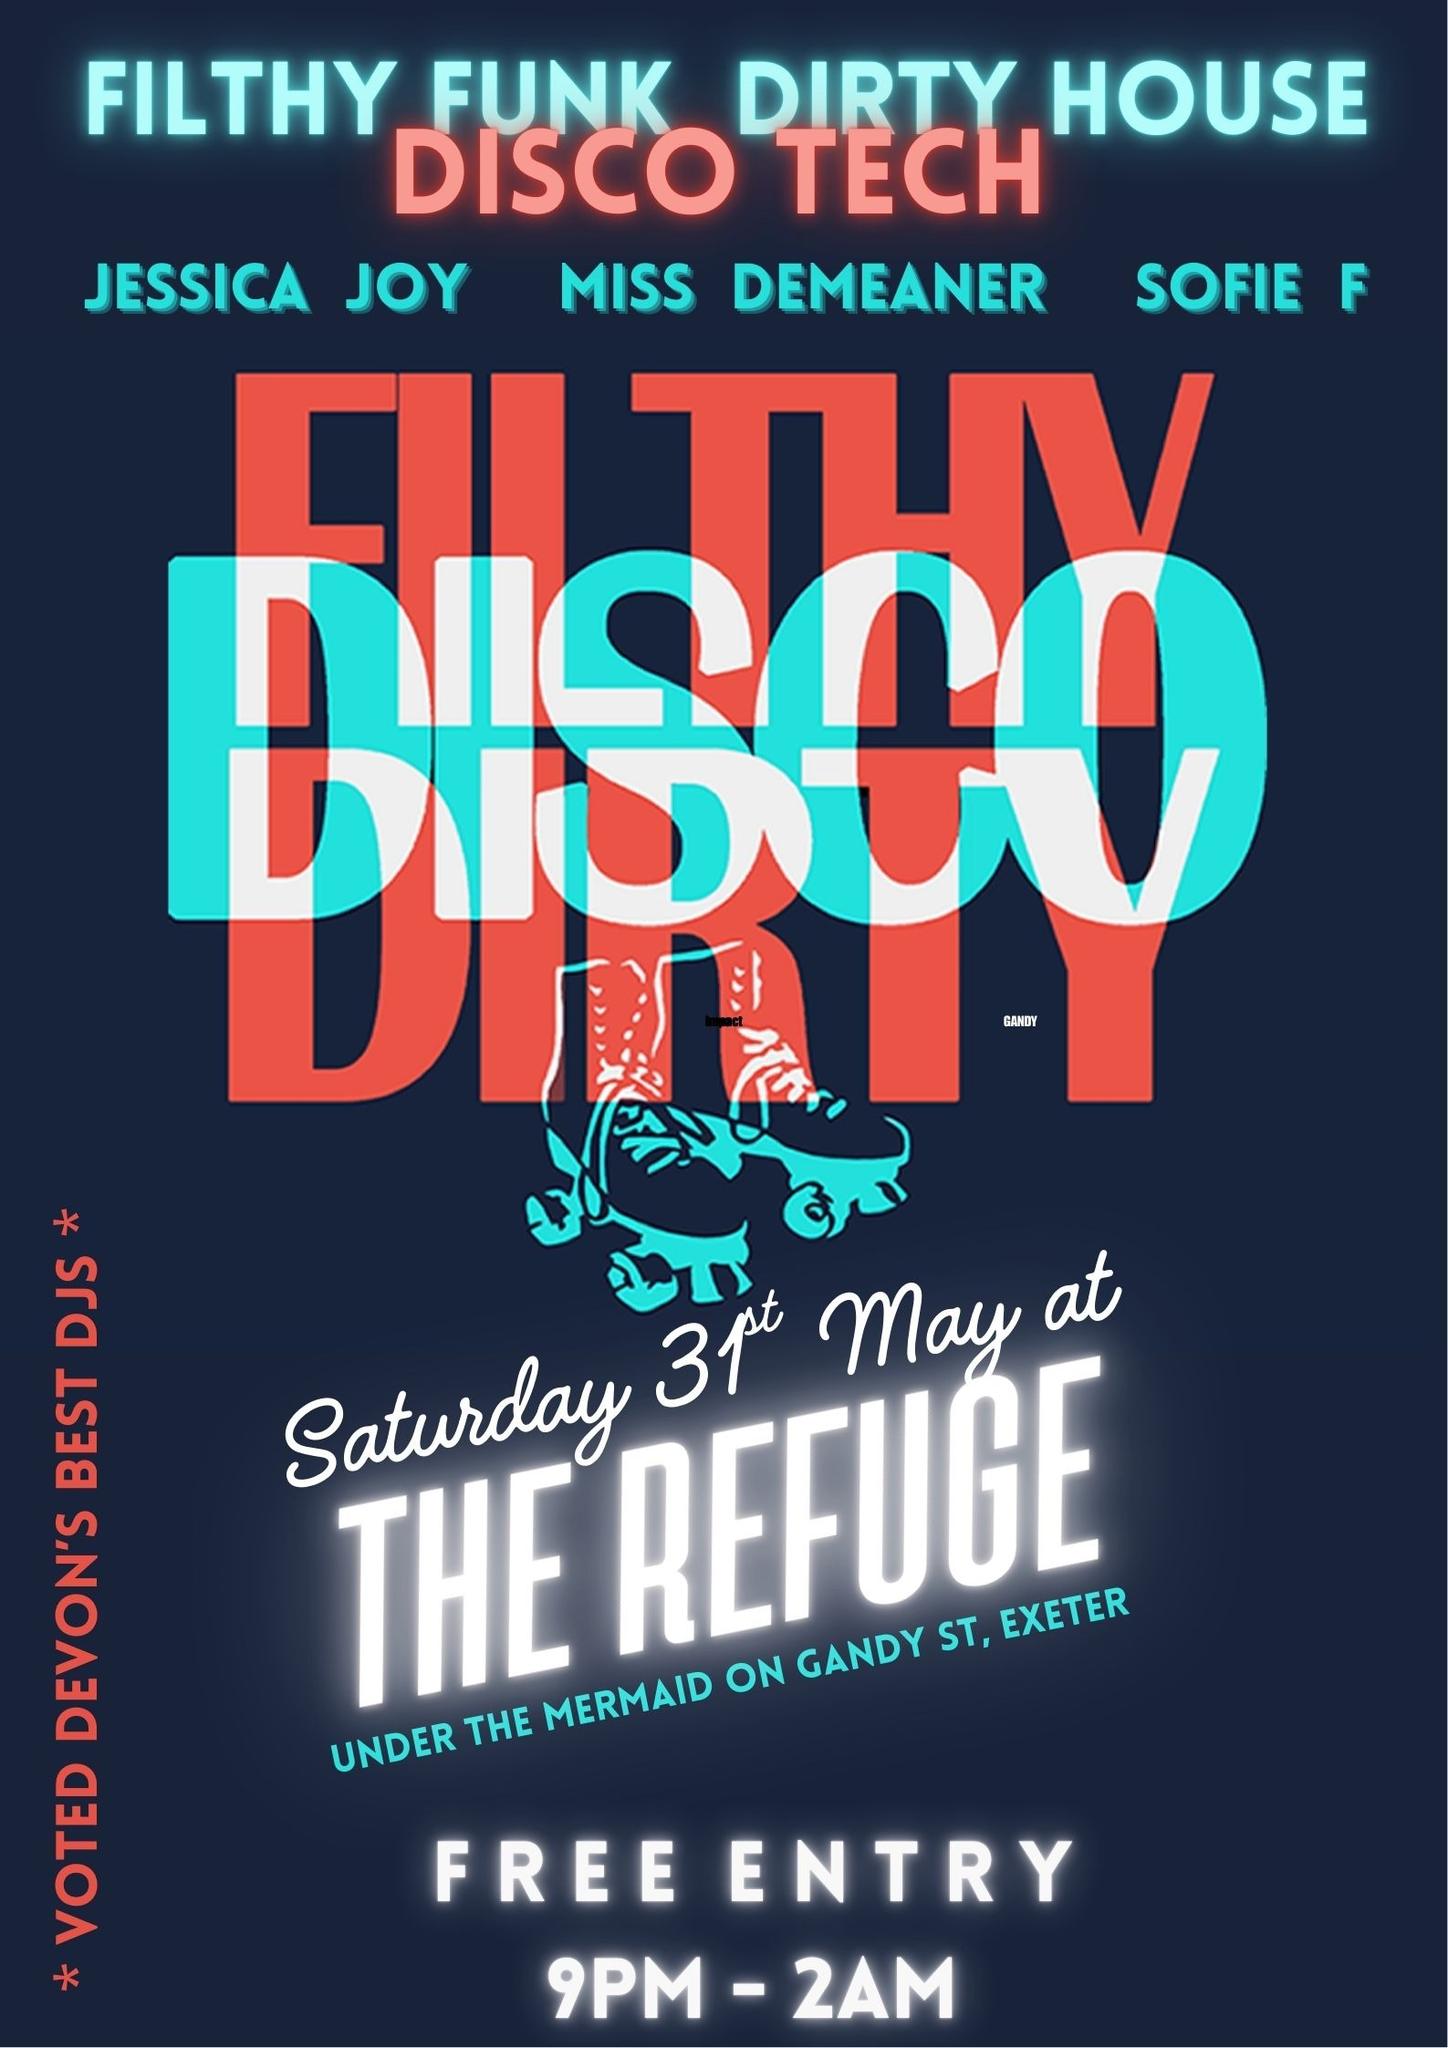 FILTHY FUNK DIRTY HOUSE
DISCO TECH
JESSICA JOY MISS DEMEANER SOFIE F
FILTHY
DISCO
DIRTY
impact GANDY
* VOTED DEVON'S BEST DJS *
Saturday 31st May at
THE REFUGE
UNDER THE MERMAID ON GANDY ST, EXETER
FREE ENTRY
9PM - 2AM